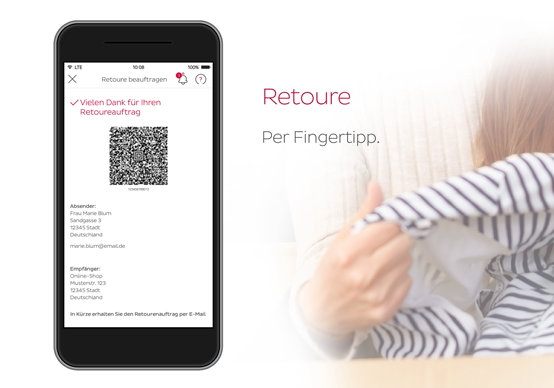 LTE
10:08
100%
Retoure beauftragen
1
?
Vielen Dank für Ihren
Retoureauftrag
Absender:
Frau Marie Blum
Sandgasse 3
12345 Stadt
Deutschland
marie.blum@email.de
Empfänger:
Online-Shop
Musterstr. 123
12345 Stadt
Deutschland
In Kürze erhalten Sie den Retourenauftrag per E-Mail.
Retoure
Per Fingertipp.